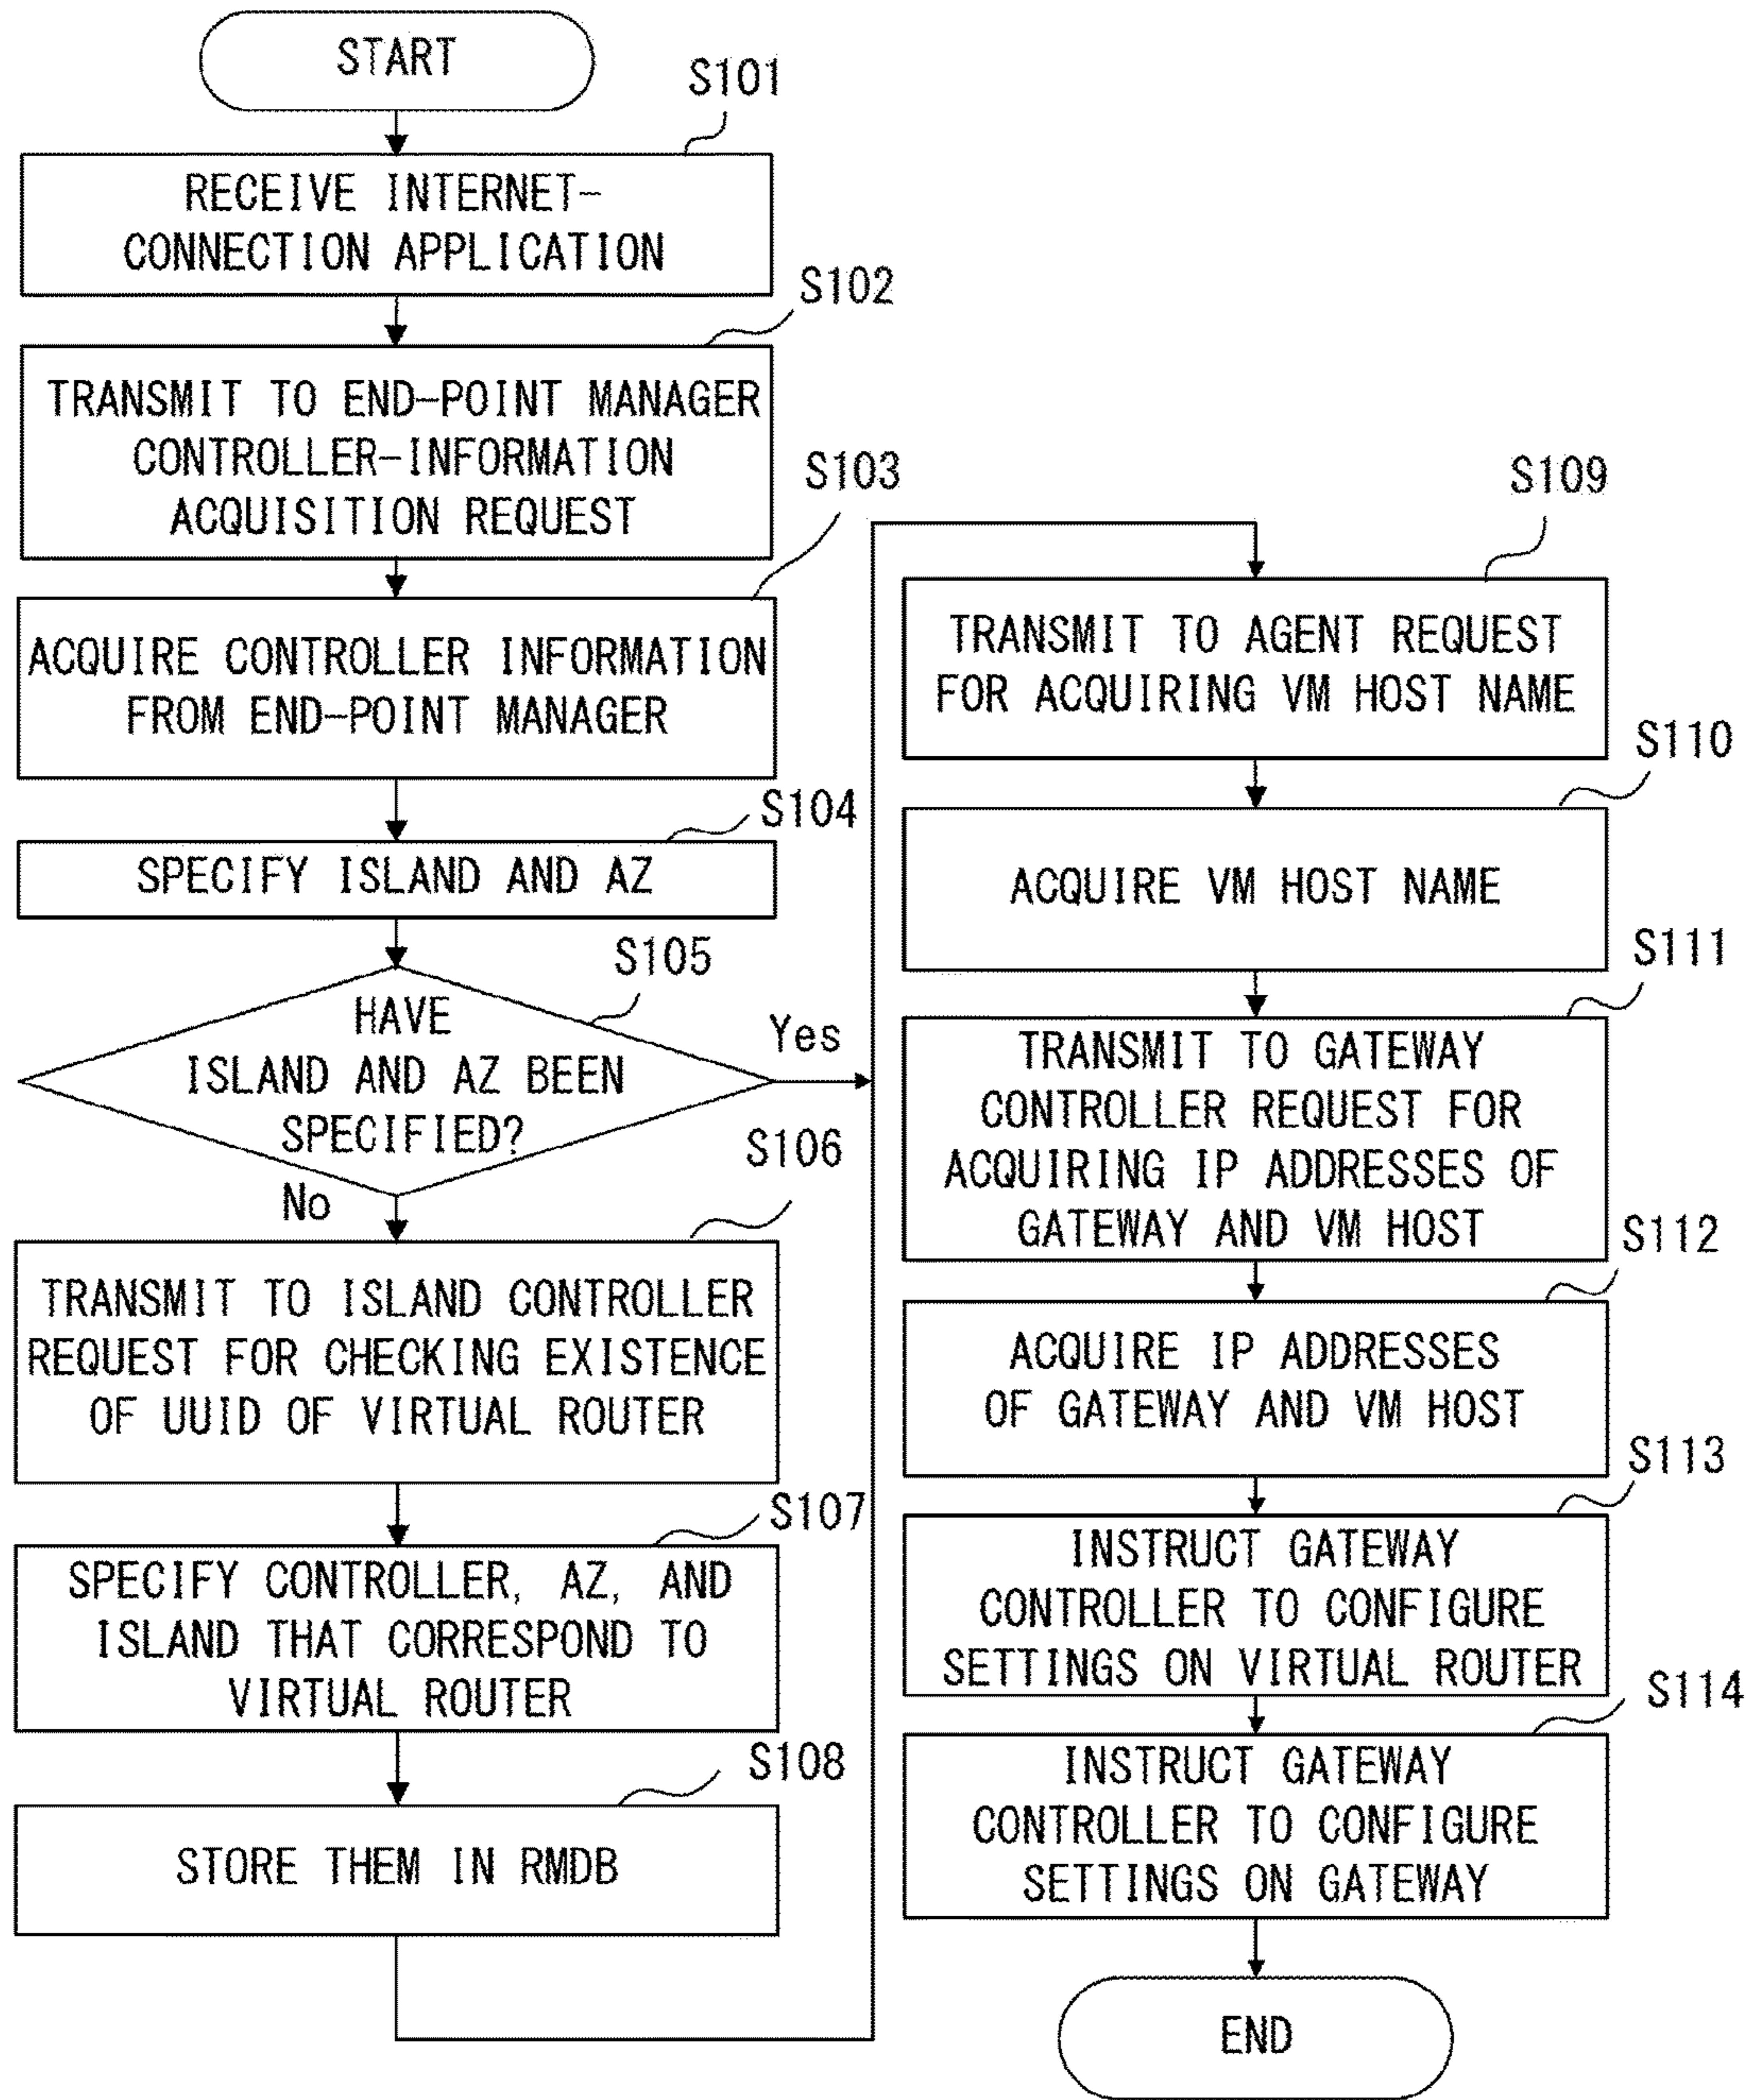 START
S101
RECEIVE INTERNET-
CONNECTION APPLICATION
S102
TRANSMIT TO END-POINT MANAGER
CONTROLLER-INFORMATION
ACQUISITION REQUEST
S103
ACQUIRE CONTROLLER INFORMATION
FROM END-POINT MANAGER
S104
SPECIFY ISLAND AND AZ
S105
HAVE
ISLAND AND AZ BEEN
SPECIFIED?
Yes
No
S106
TRANSMIT TO ISLAND CONTROLLER
REQUEST FOR CHECKING EXISTENCE
OF UUID OF VIRTUAL ROUTER
S107
SPECIFY CONTROLLER, AZ, AND
ISLAND THAT CORRESPOND TO
VIRTUAL ROUTER
S108
STORE THEM IN RMDB
S109
TRANSMIT TO AGENT REQUEST
FOR ACQUIRING VM HOST NAME
S110
ACQUIRE VM HOST NAME
S111
TRANSMIT TO GATEWAY
CONTROLLER REQUEST FOR
ACQUIRING IP ADDRESSES OF
GATEWAY AND VM HOST
S112
ACQUIRE IP ADDRESSES
OF GATEWAY AND VM HOST
S113
INSTRUCT GATEWAY
CONTROLLER TO CONFIGURE
SETTINGS ON VIRTUAL ROUTER
S114
INSTRUCT GATEWAY
CONTROLLER TO CONFIGURE
SETTINGS ON GATEWAY
END